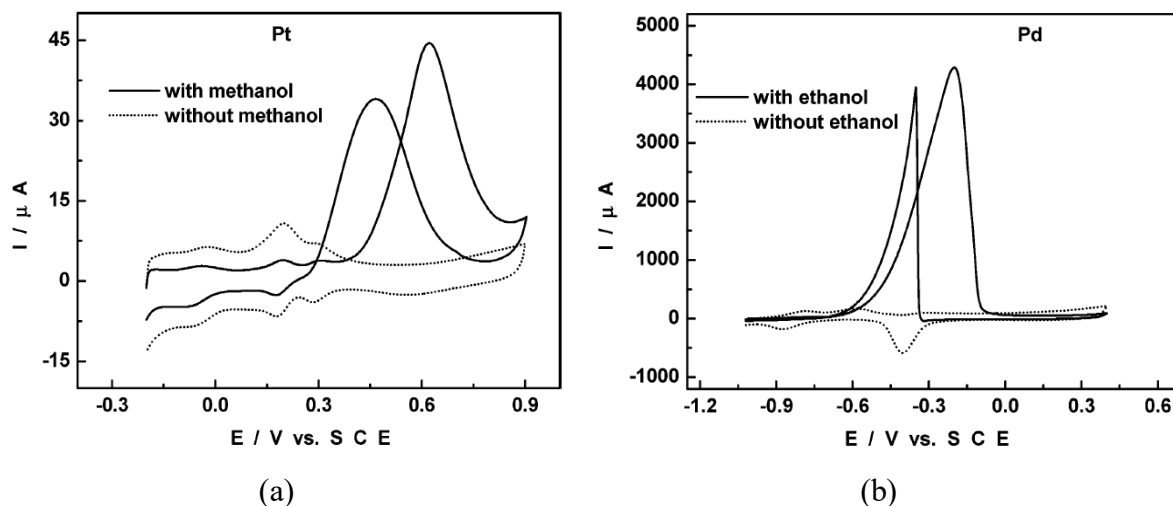 Pt
with methanol
without methanol
45
30
15
0
-15
I / μ A
-0.3 0.0 0.3 0.6 0.9
E / V vs. S C E
(a)
Pd
with ethanol
without ethanol
5000
4000
3000
2000
1000
0
-1000
I / μ A
-1.2 -0.9 -0.6 -0.3 0.0 0.3 0.6
E / V vs. S C E
(b)